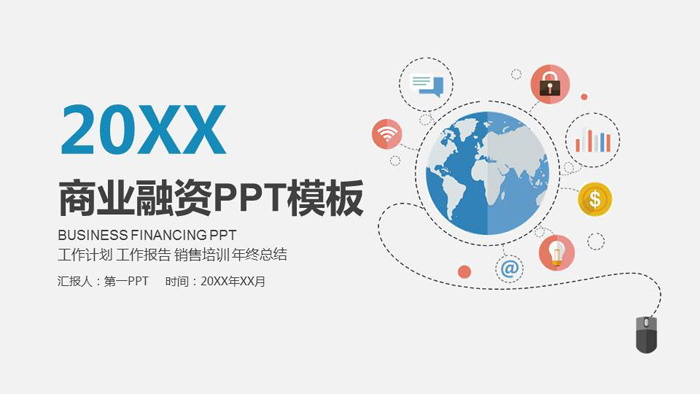 20XX
商业融资PPT模板
BUSINESS FINANCING PPT
工作计划 工作报告 销售培训 年终总结
汇报人：第一PPT 时间：20XX年XX月
$
@